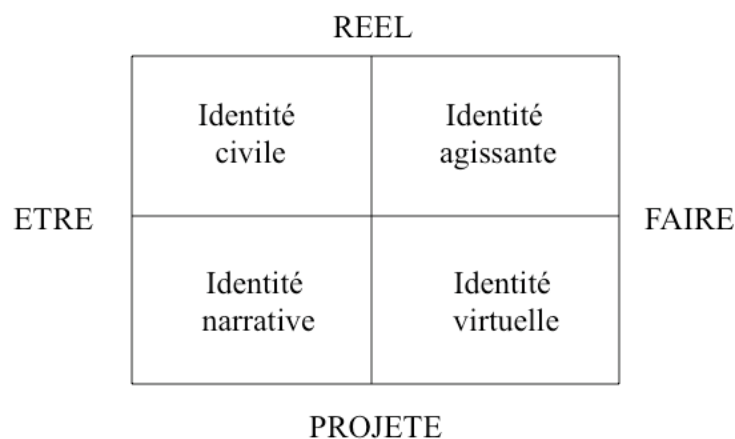 REEL
Identité
civile
Identité
agissante
ETRE
FAIRE
Identité
narrative
Identité
virtuelle
PROJETE